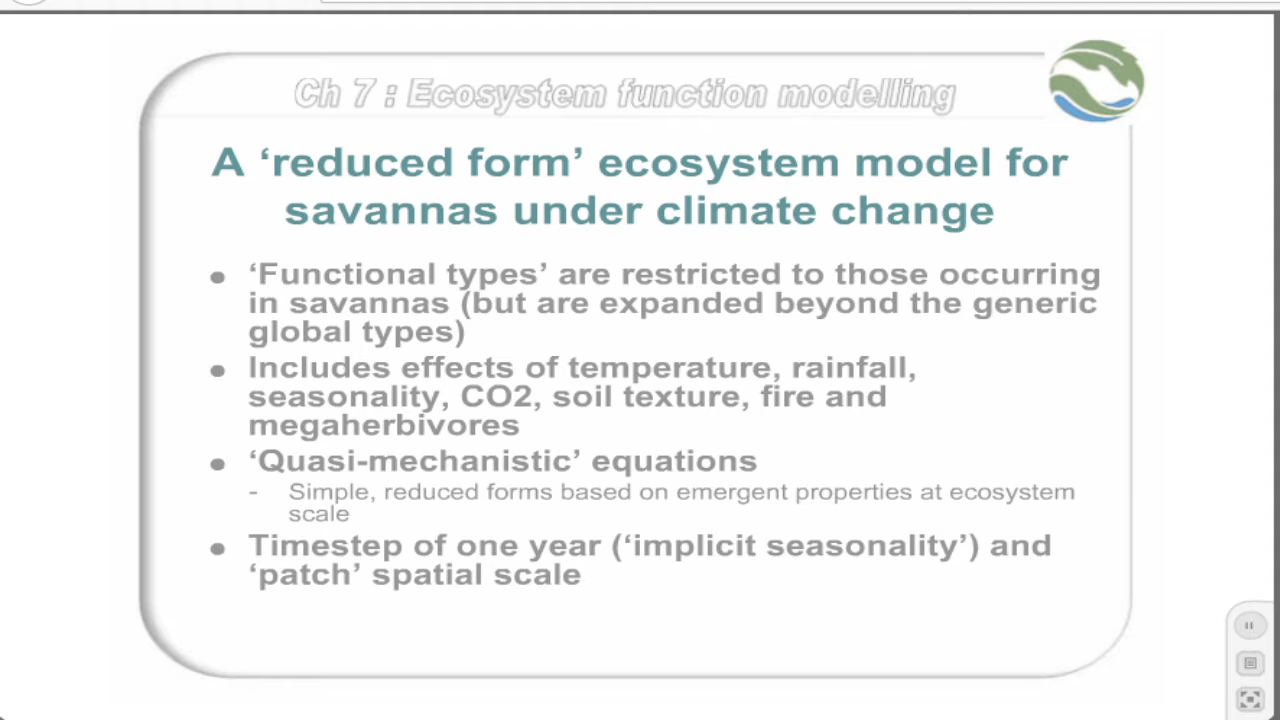 Ch 7 : Ecosystem function modelling
A ‘reduced form’ ecosystem model for
savannas under climate change
● ‘Functional types’ are restricted to those occurring
in savannas (but are expanded beyond the generic
global types)
● Includes effects of temperature, rainfall,
seasonality, CO2, soil texture, fire and
megaherbivores
● ‘Quasi-mechanistic’ equations
- Simple, reduced forms based on emergent properties at ecosystem
scale
● Timestep of one year (‘implicit seasonality’) and
‘patch’ spatial scale